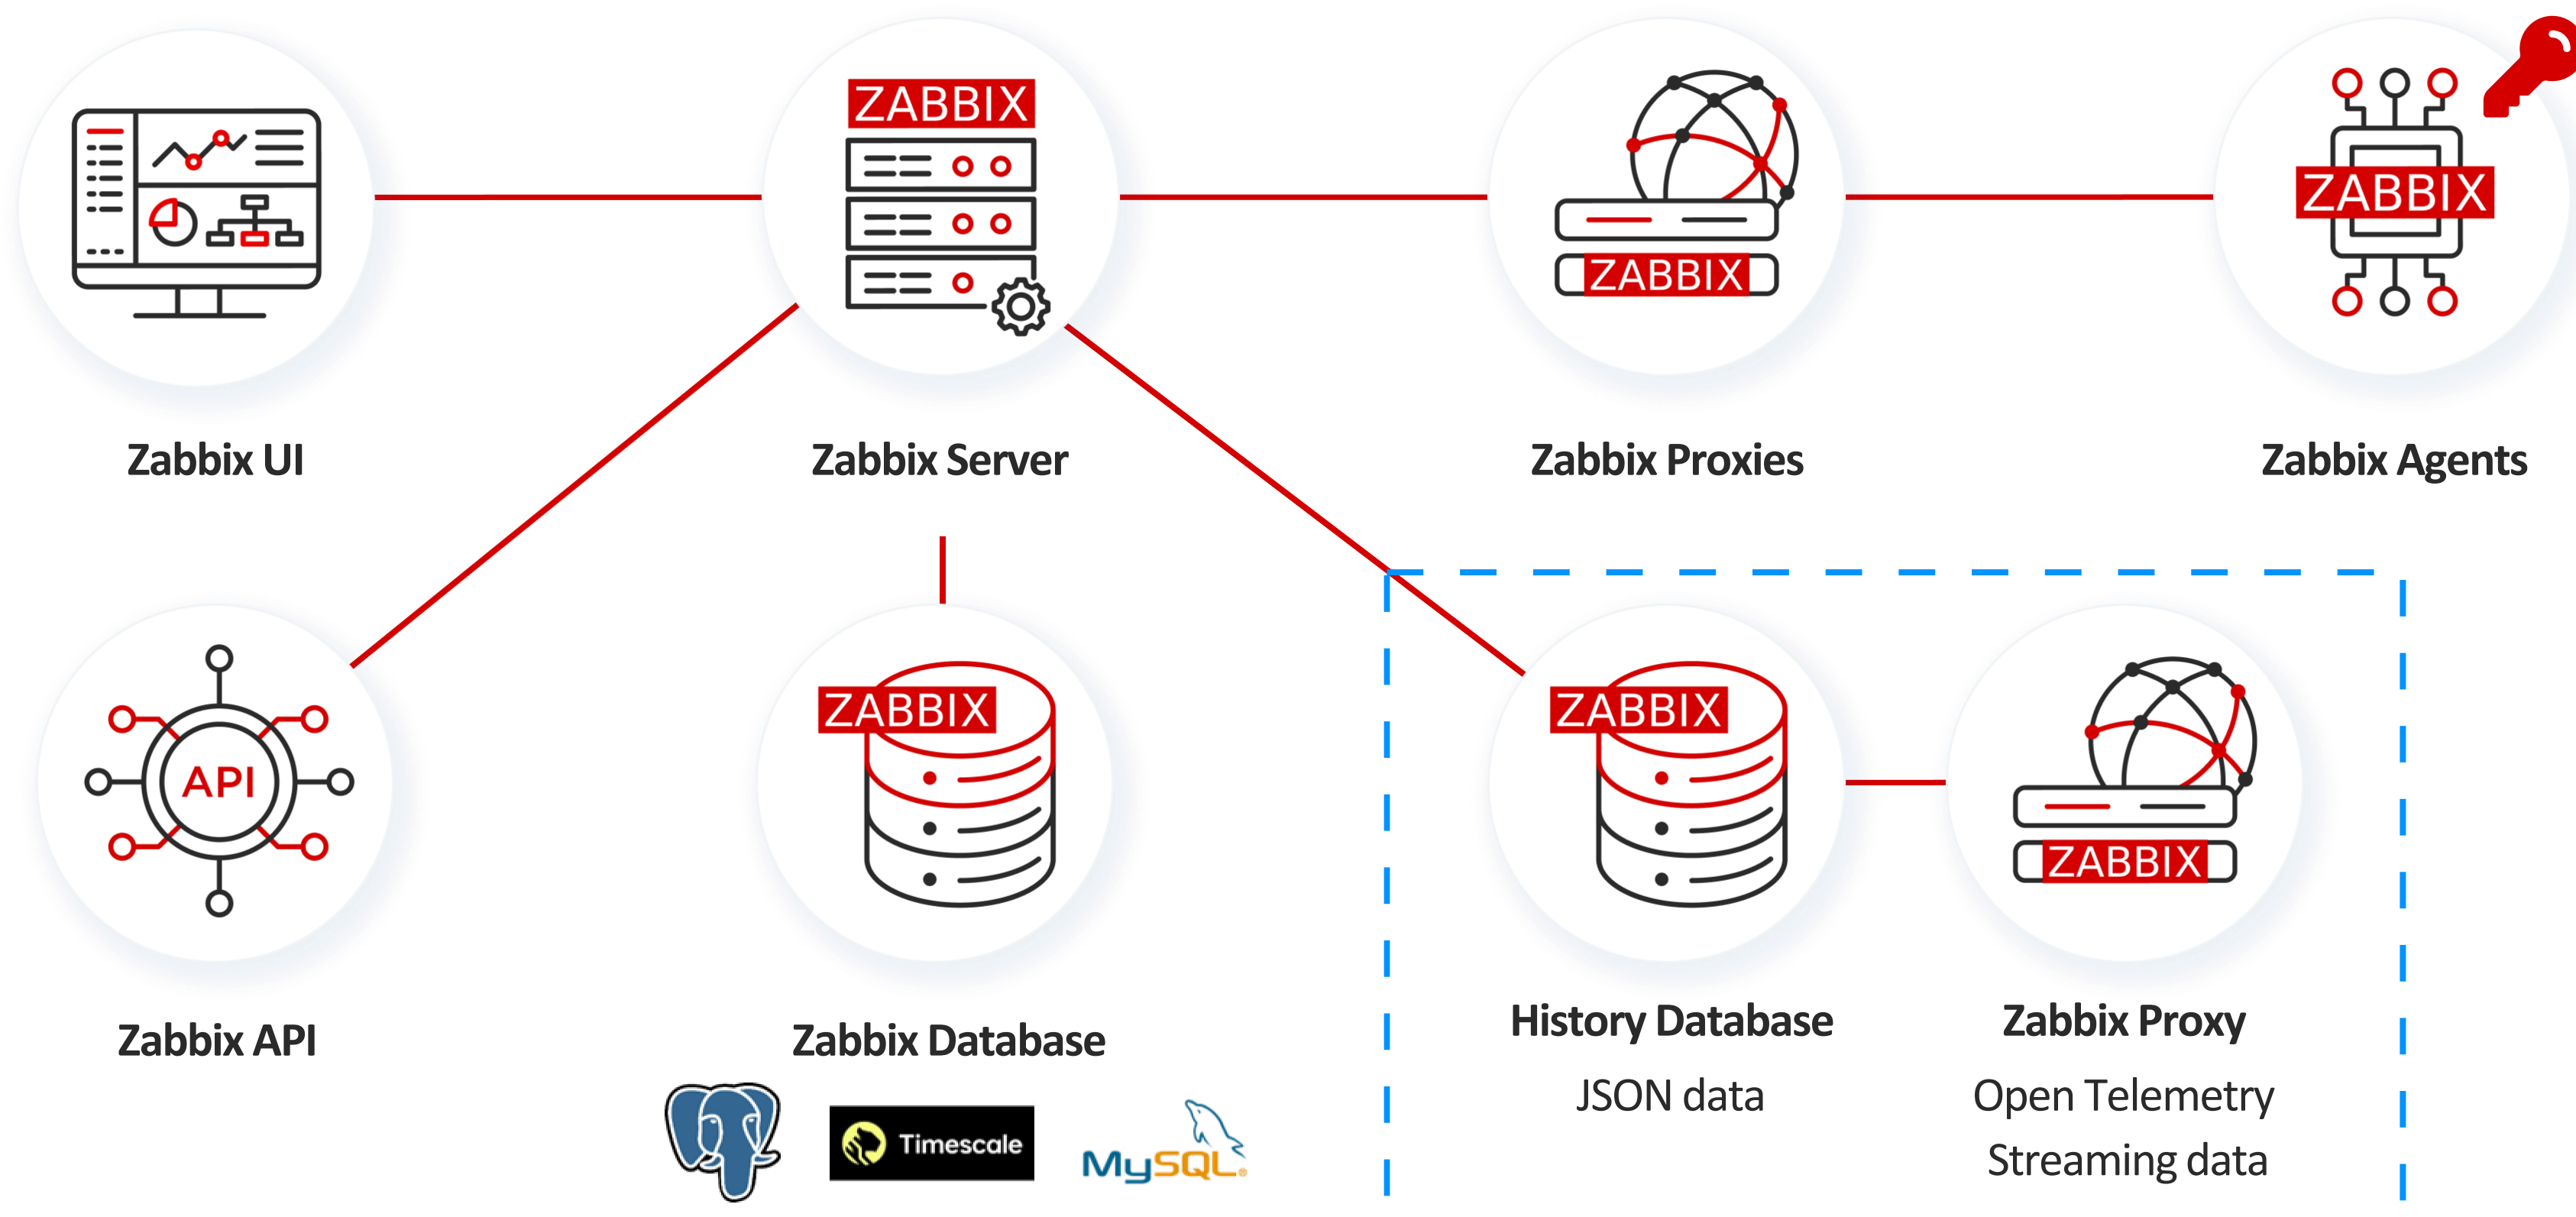 ZABBIX
ZABBIX
ZABBIX
Zabbix UI
Zabbix Server
Zabbix Proxies
Zabbix Agents
API
ZABBIX
ZABBIX
ZABBIX
Zabbix API
Zabbix Database
History Database
Zabbix Proxy
JSON data
Open Telemetry
Timescale
MySQL®
Streaming data